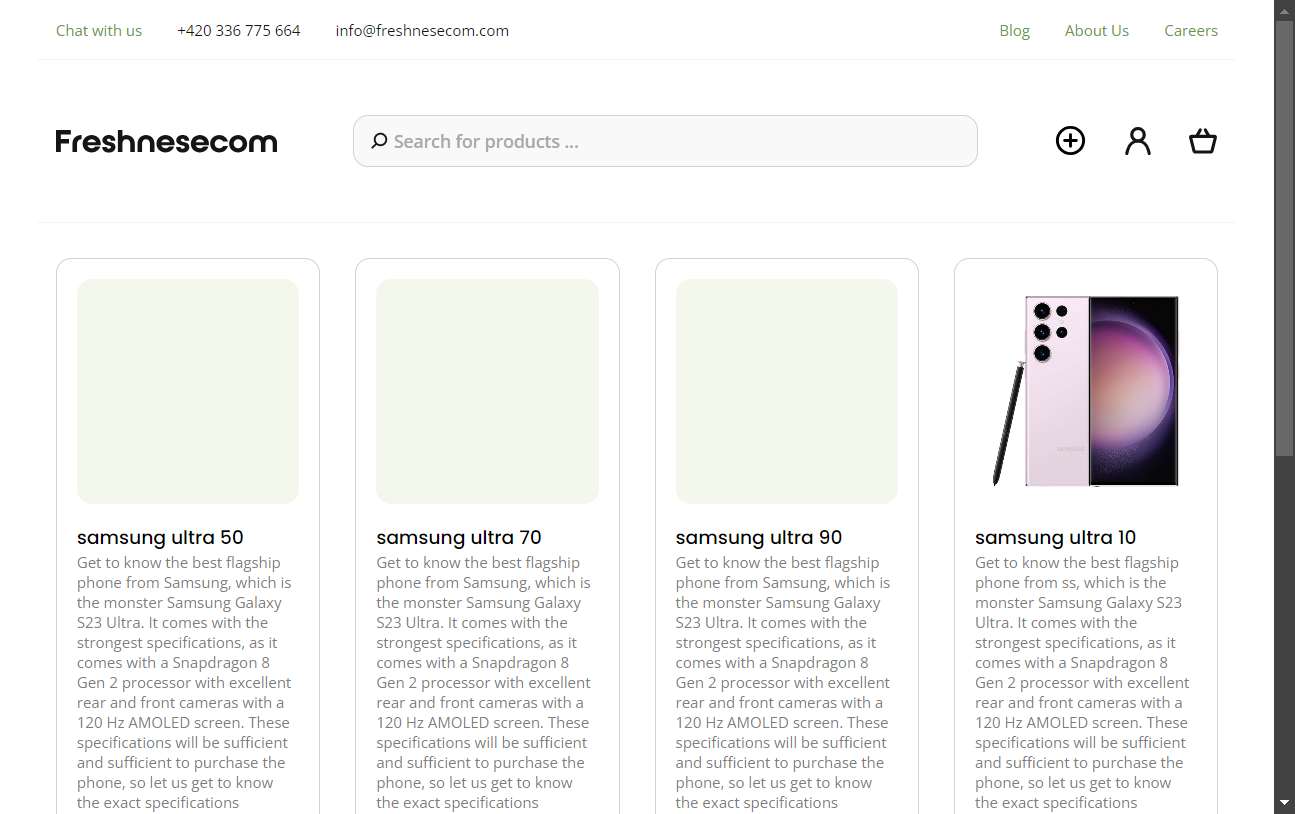 Chat with us +420 336 775 664 info@freshnesecom.com Blog About Us Careers
Freshnesecom Search for products ...
samsung ultra 50
Get to know the best flagship
phone from Samsung, which is
the monster Samsung Galaxy
S23 Ultra. It comes with the
strongest specifications, as it
comes with a Snapdragon 8
Gen 2 processor with excellent
rear and front cameras with a
120 Hz AMOLED screen. These
specifications will be sufficient
and sufficient to purchase the
phone, so let us get to know
the exact specifications
samsung ultra 70
Get to know the best flagship
phone from Samsung, which is
the monster Samsung Galaxy
S23 Ultra. It comes with the
strongest specifications, as it
comes with a Snapdragon 8
Gen 2 processor with excellent
rear and front cameras with a
120 Hz AMOLED screen. These
specifications will be sufficient
and sufficient to purchase the
phone, so let us get to know
the exact specifications
samsung ultra 90
Get to know the best flagship
phone from Samsung, which is
the monster Samsung Galaxy
S23 Ultra. It comes with the
strongest specifications, as it
comes with a Snapdragon 8
Gen 2 processor with excellent
rear and front cameras with a
120 Hz AMOLED screen. These
specifications will be sufficient
and sufficient to purchase the
phone, so let us get to know
the exact specifications
SAMSUNG
samsung ultra 10
Get to know the best flagship
phone from ss, which is the
monster Samsung Galaxy S23
Ultra. It comes with the
strongest specifications, as it
comes with a Snapdragon 8
Gen 2 processor with excellent
rear and front cameras with a
120 Hz AMOLED screen. These
specifications will be sufficient
and sufficient to purchase the
phone, so let us get to know
the exact specifications